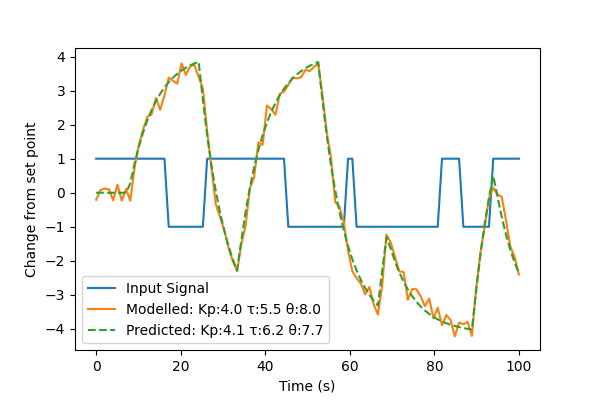 4
3
2
1
0
−1
−2
−3
−4
Change from set point
Input Signal
Modelled: Kp:4.0 τ:5.5 θ:8.0
Predicted: Kp:4.1 τ:6.2 θ:7.7
0 20 40 60 80 100
Time (s)